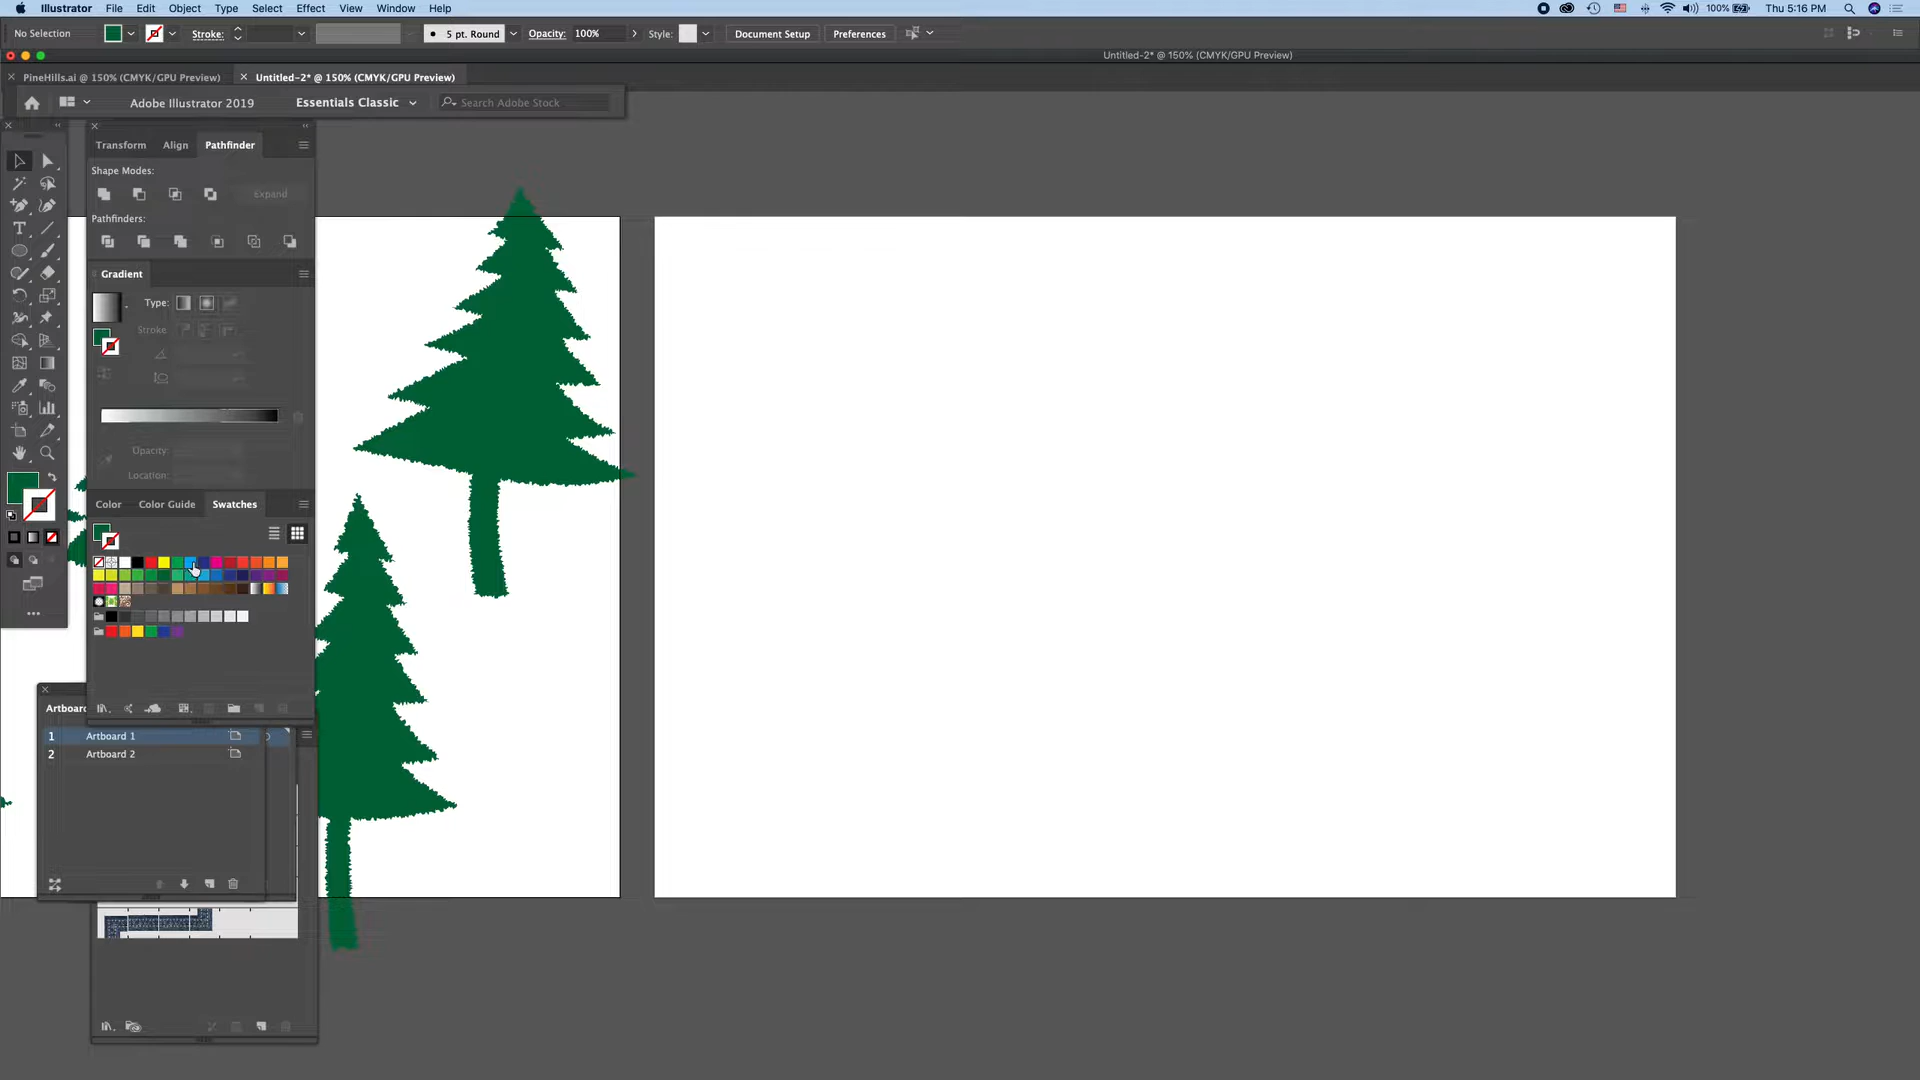 Illustrator File Edit Object Type Select Effect View Window Help 100% Thu 5:16 PM
No Selection Stroke: 5 pt. Round Opacity: 100% Style: Document Setup Preferences
Untitled-2* @ 150% (CMYK/GPU Preview)
PineHills.ai @ 150% (CMYK/GPU Preview) Untitled-2* @ 150% (CMYK/GPU Preview)
Adobe Illustrator 2019 Essentials Classic Search Adobe Stock
Transform Align Pathfinder
Shape Modes:
Expand
Pathfinders:
Gradient
Type:
Stroke
Opacity:
Location:
Color Color Guide Swatches
Artboard
1 Artboard 1
2 Artboard 2